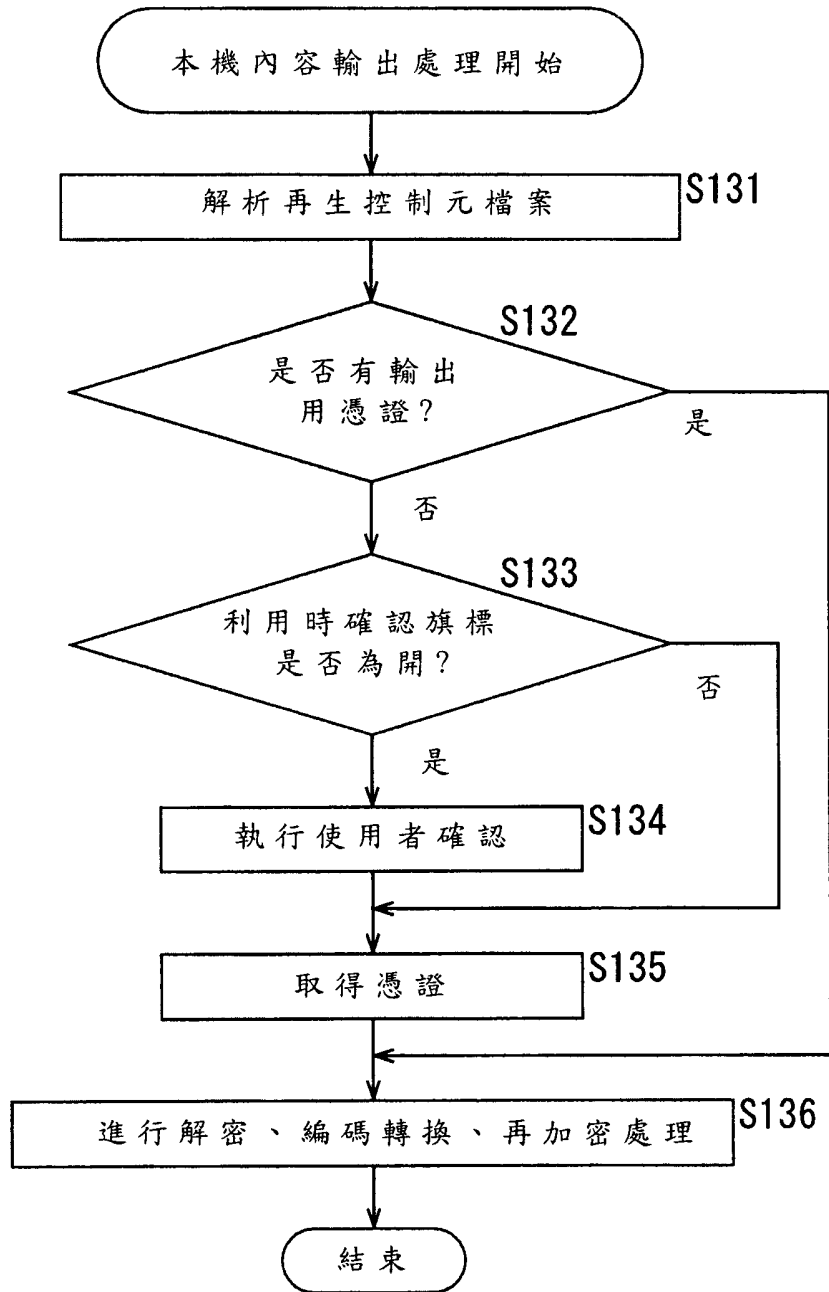 本機內容輸出處理開始
解析再生控制元檔案
S131
S132
是否有輸出
用憑證?
是
否
S133
利用時確認旗標
是否為開?
否
是
執行使用者確認
S134
取得憑證
S135
進行解密、編碼轉換、再加密處理
S136
結束